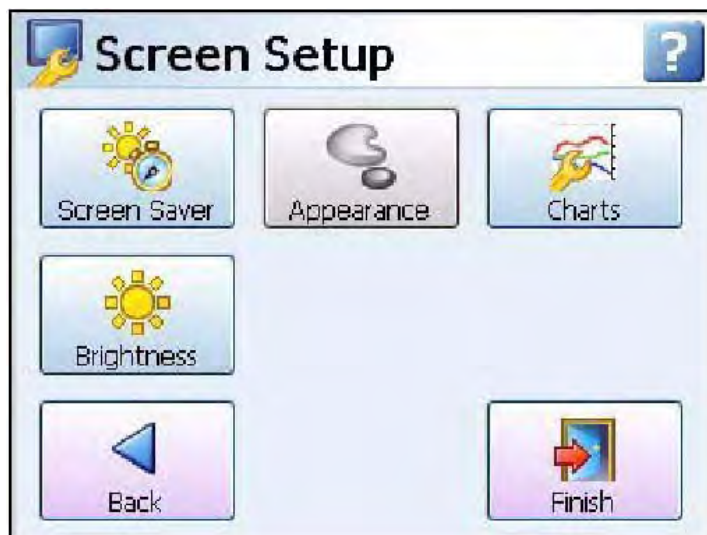 Screen Setup
?
Screen Saver
Appearance
Charts
Brightness
Back
Finish